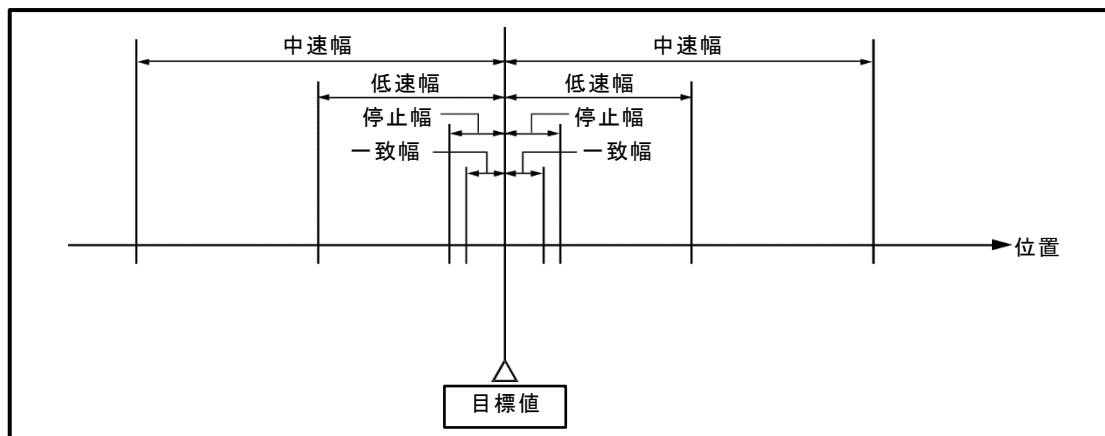 中速幅 中速幅
低速幅 低速幅
停止幅 停止幅
一致幅 一致幅
位置
目標値